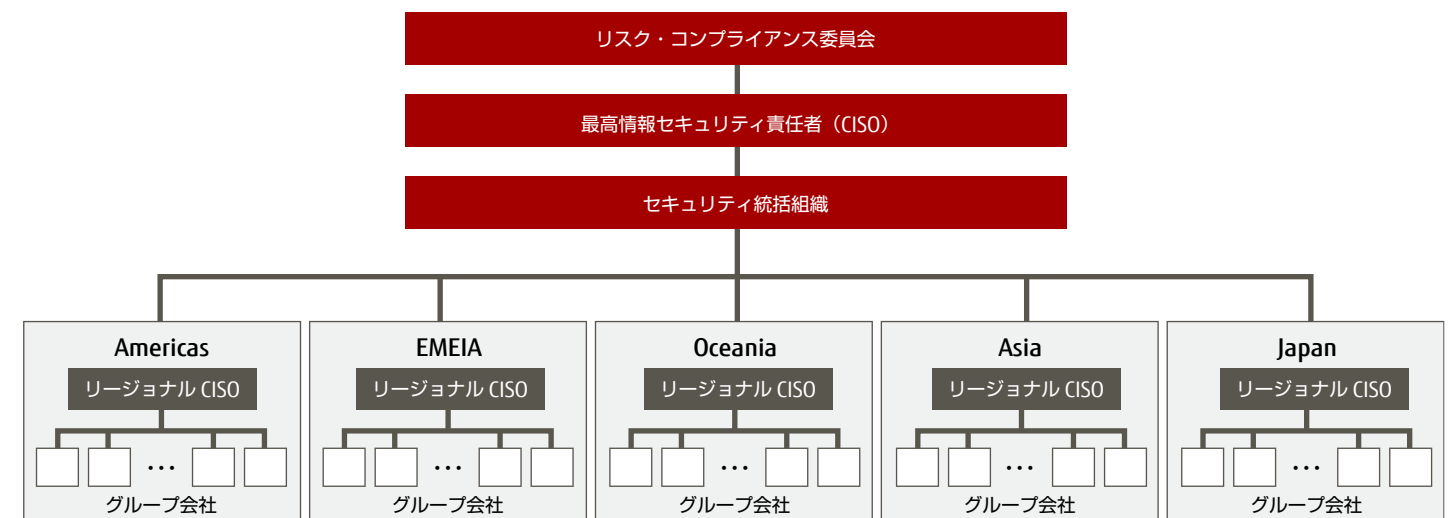 リスク・コンプライアンス委員会
最高情報セキュリティ責任者（CISO）
セキュリティ統括組織
Americas
リージョナル CISO
…
グループ会社
EMEIA
リージョナル CISO
…
グループ会社
Oceania
リージョナル CISO
…
グループ会社
Asia
リージョナル CISO
…
グループ会社
Japan
リージョナル CISO
…
グループ会社